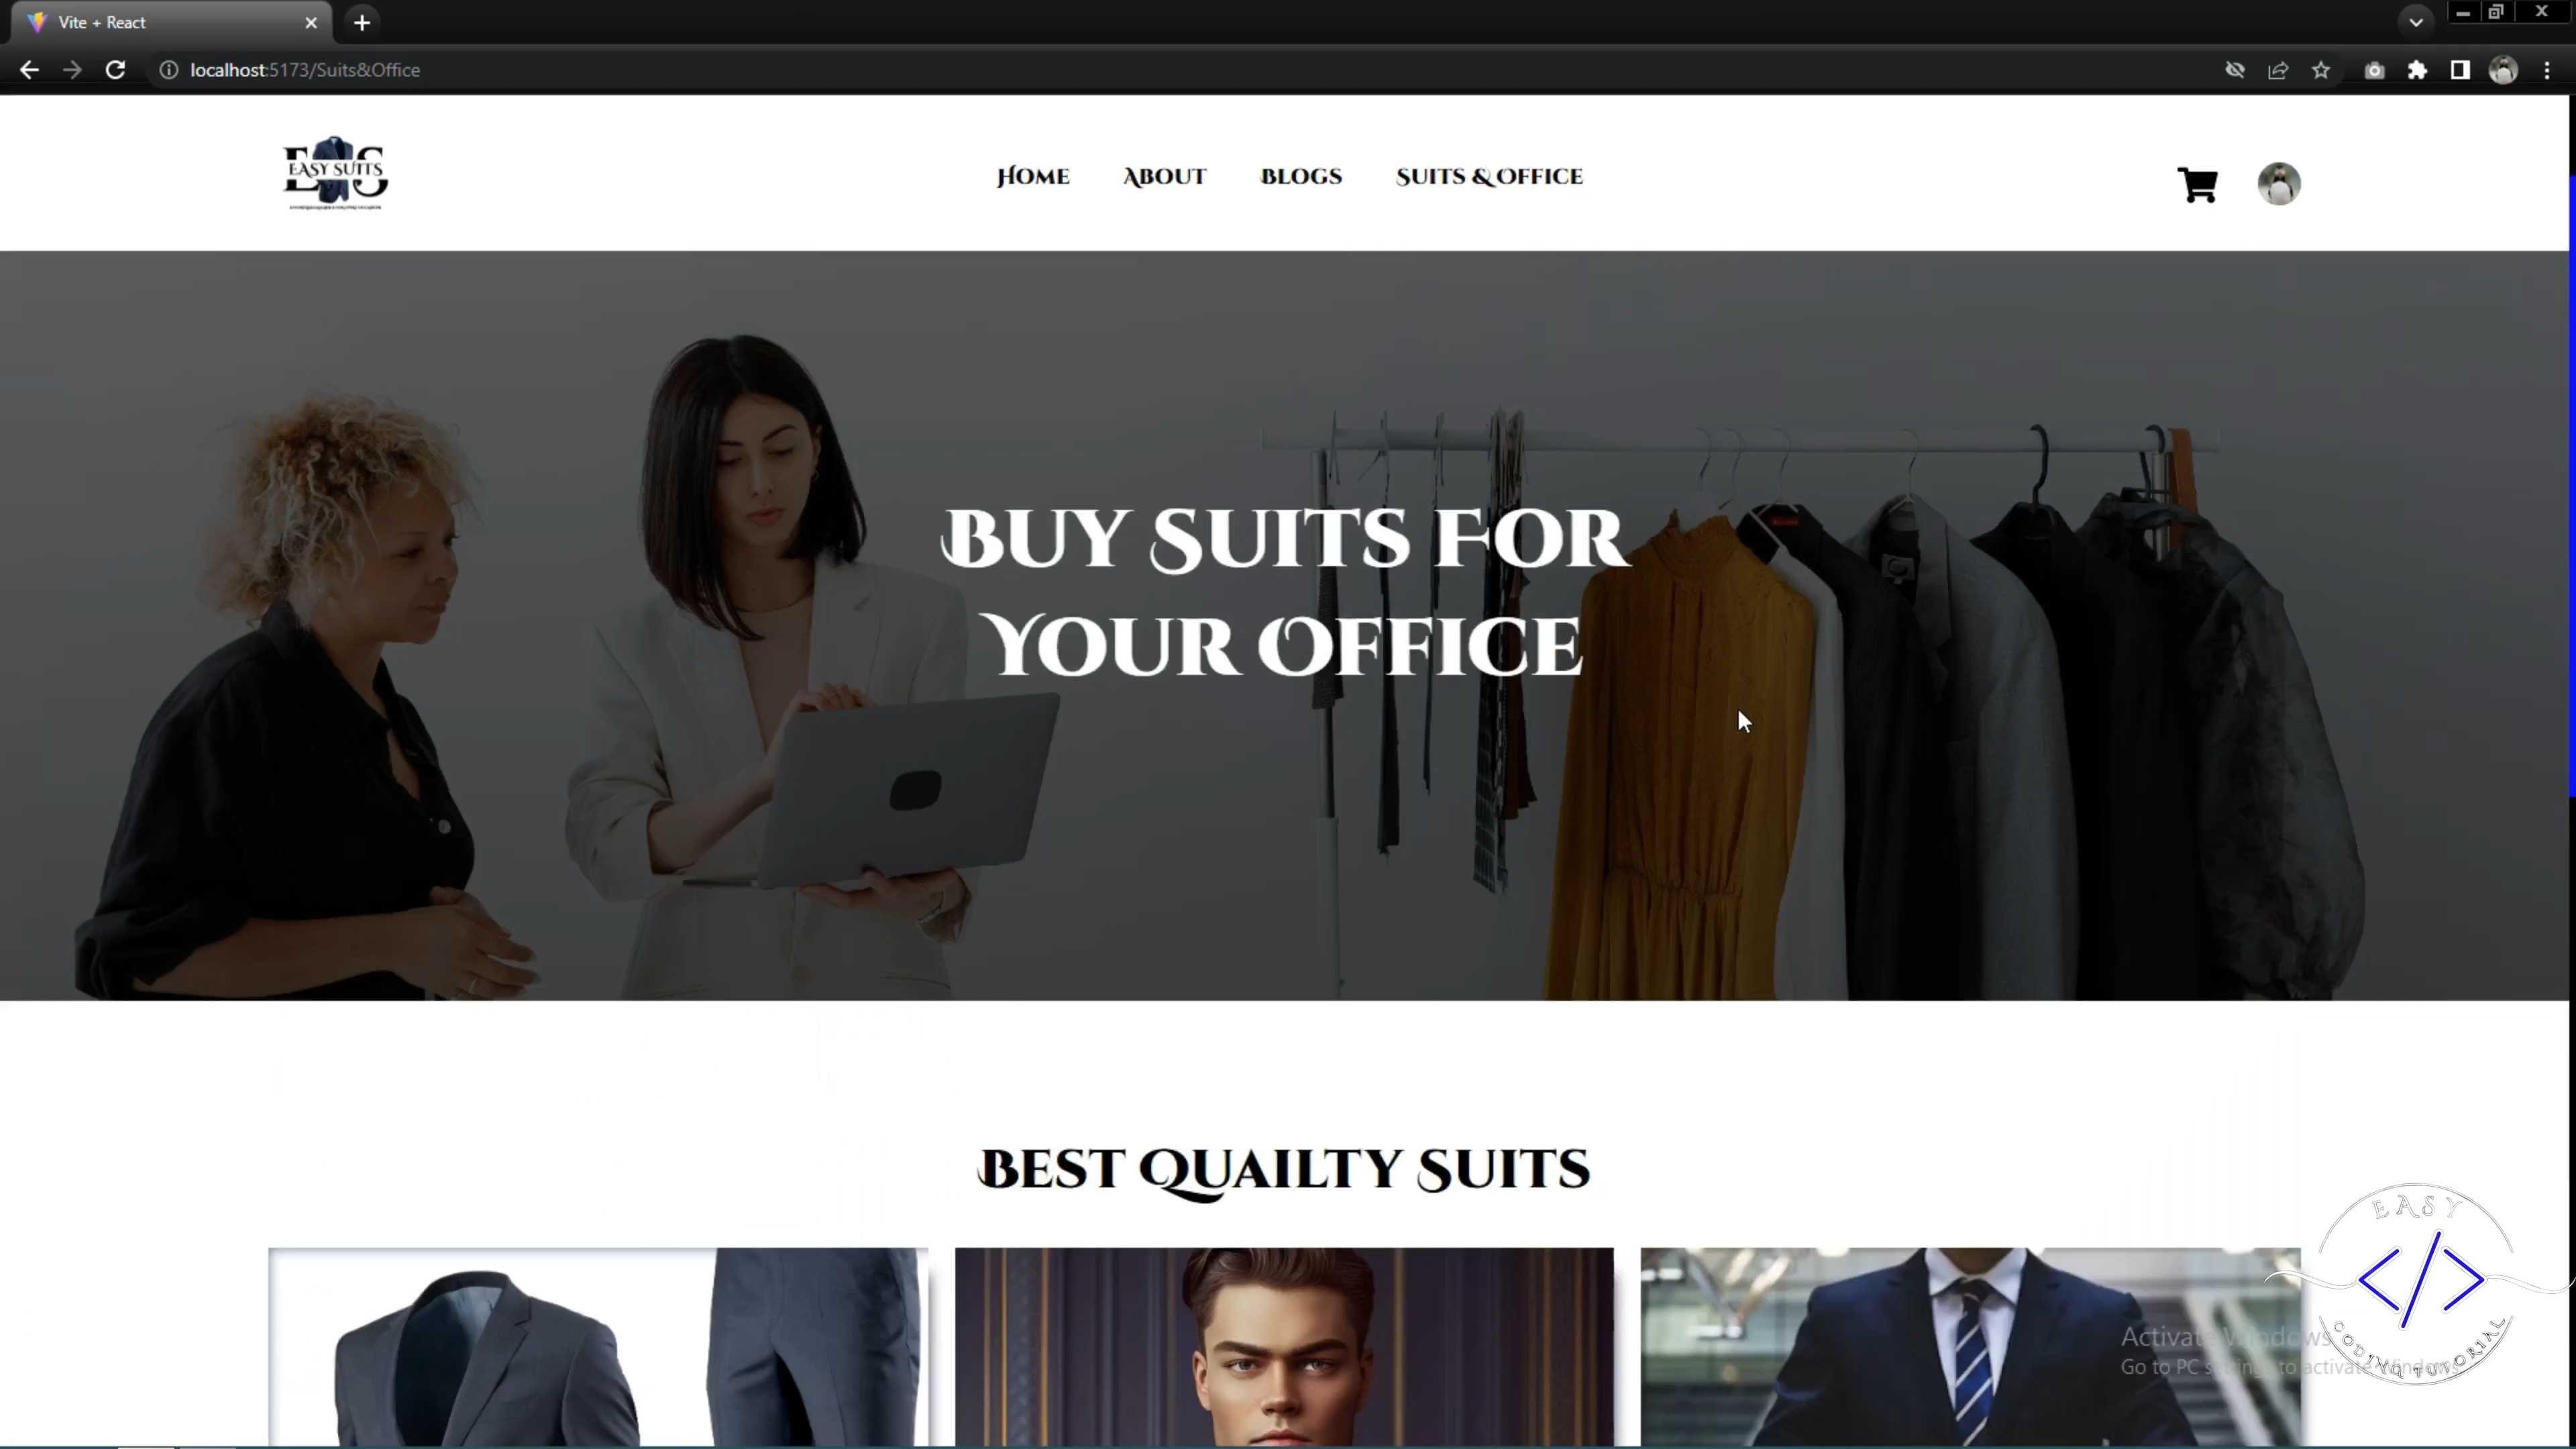 Vite + React
localhost:5173/Suits&Office
EASY SUITS
HOME
ABOUT
BLOGS
SUITS & OFFICE
BUY SUITS FOR
YOUR OFFICE
BEST QUAILTY SUITS
EASY
</>
CODING TUTORIAL
Activate Windows
Go to PC settings to activate Windows.